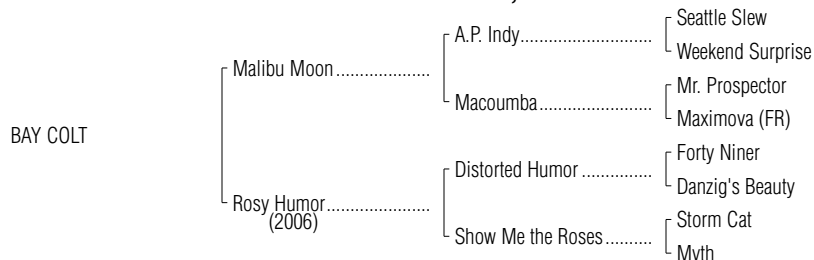 Seattle Slew
A.P. Indy
Weekend Surprise
Malibu Moon
Mr. Prospector
Macoumba
Maximova (FR)
BAY COLT
Forty Niner
Distorted Humor
Danzig's Beauty
Rosy Humor
(2006)
Storm Cat
Show Me the Roses
Myth